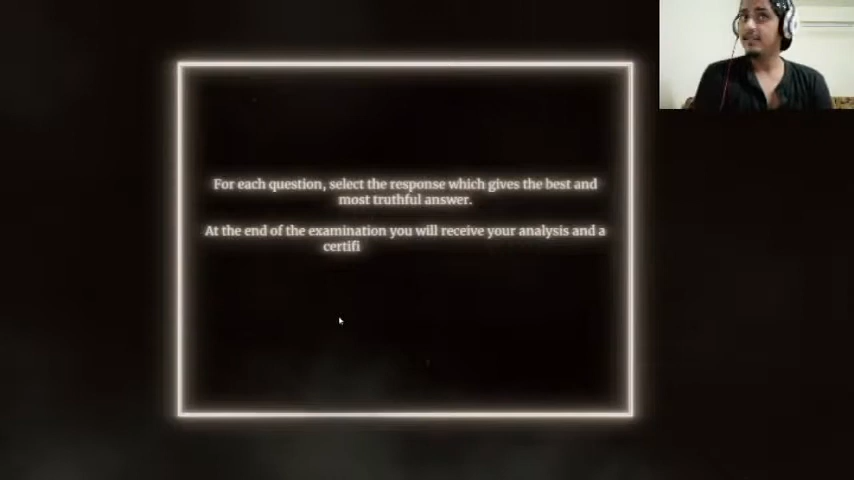 For each question, select the response which gives the best and
most truthful answer.
At the end of the examination you will receive your analysis and a
certifi